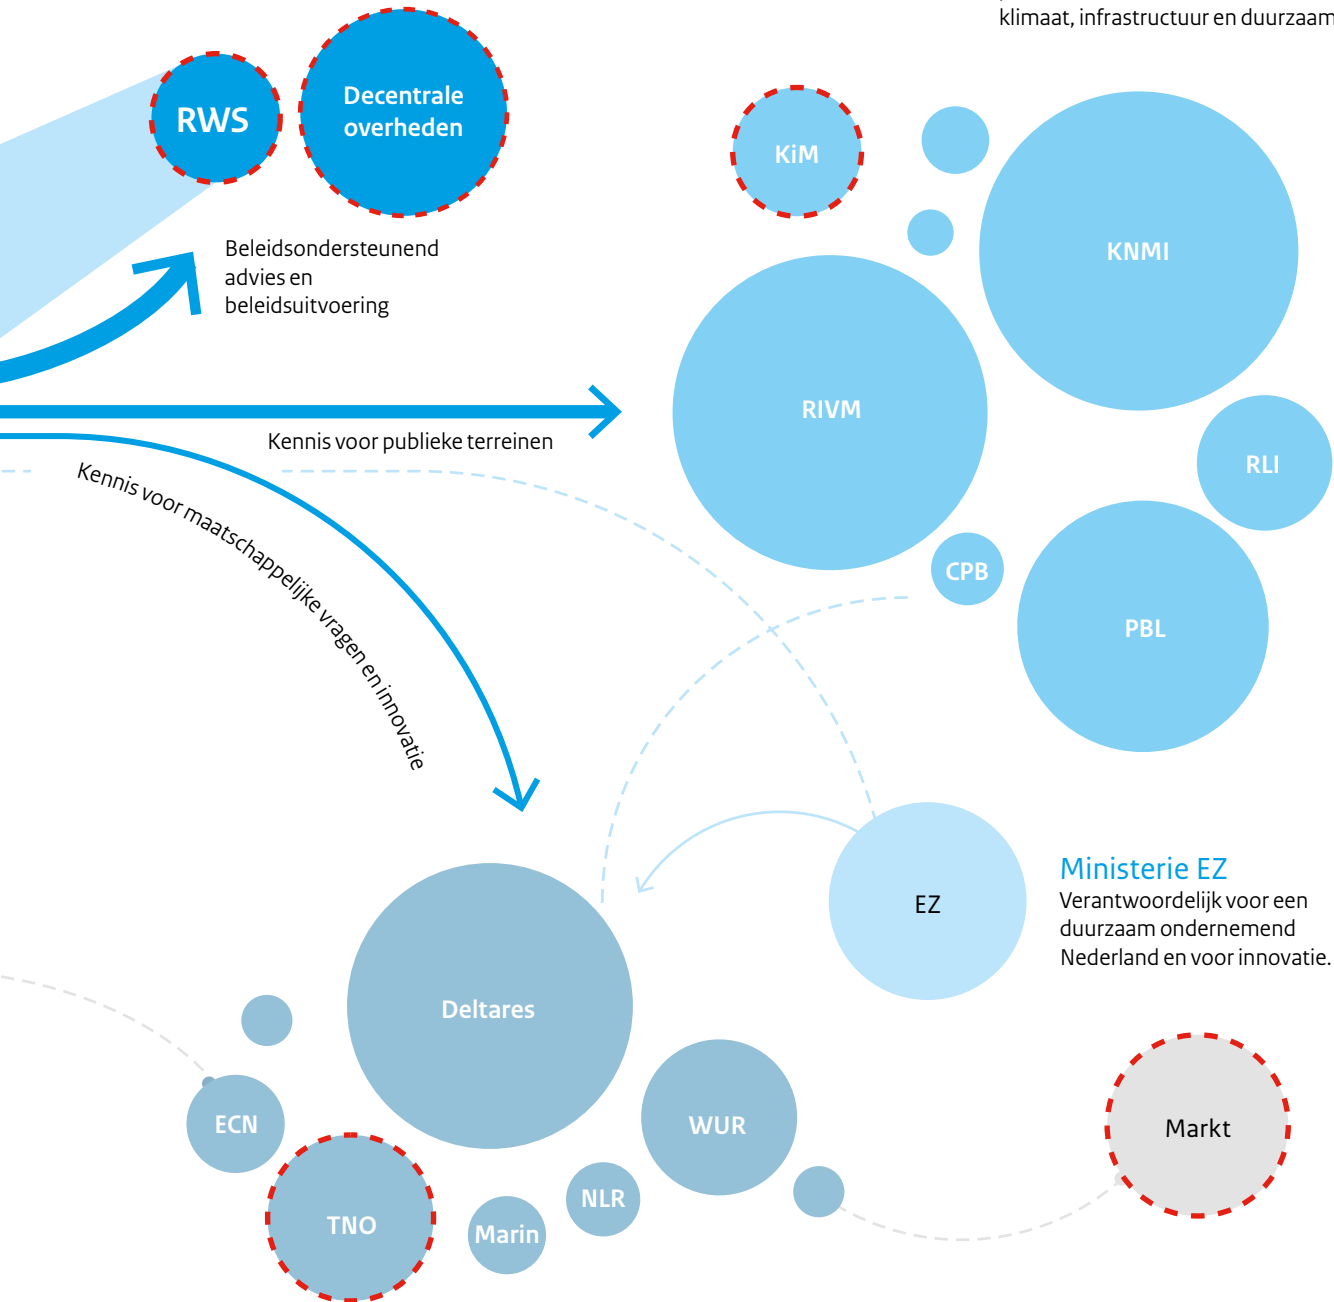 klimaat, infrastructuur en duurzaam
RWS
Decentrale
overheden
KiM
KNMI
Beleidsondersteunend
advies en
beleidsuitvoering
RIVM
Kennis voor publieke terreinen
RLI
Kennis voor maatschappelijke vragen en innovatie
CPB
PBL
Ministerie EZ
Verantwoordelijk voor een
duurzaam ondernemend
Nederland en voor innovatie.
EZ
Deltares
ECN
WUR
Markt
TNO
NLR
Marin